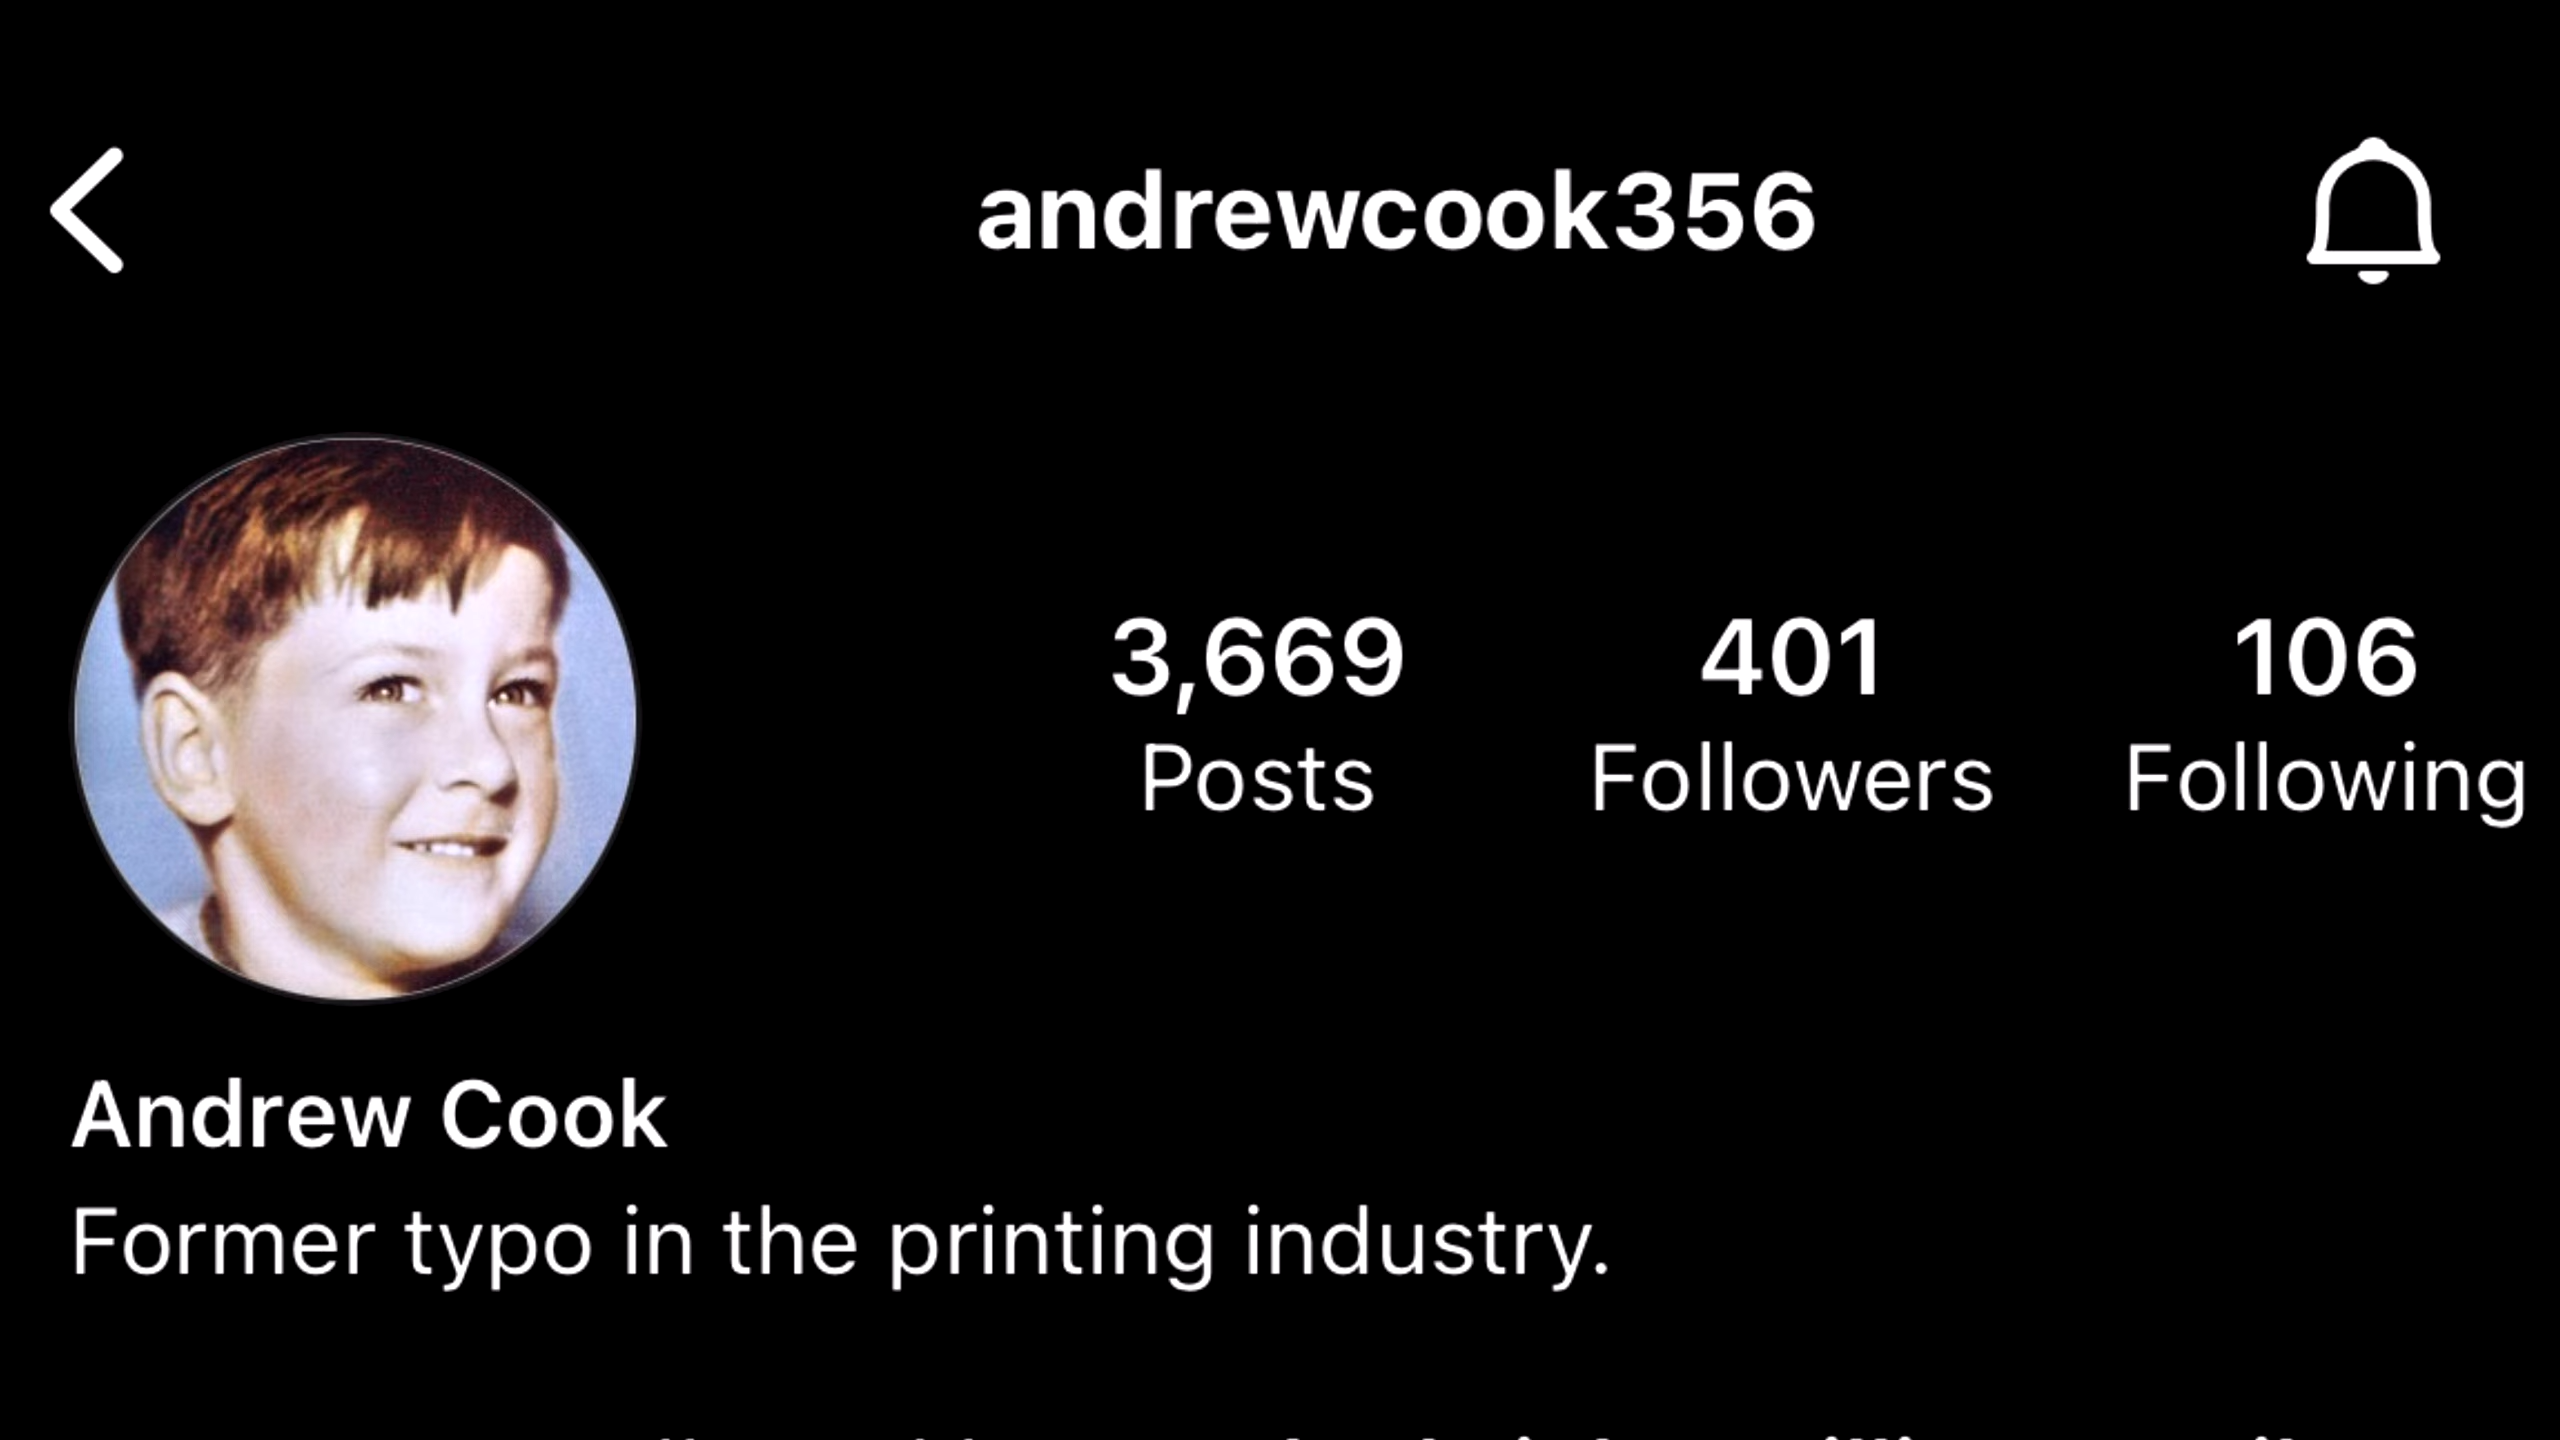 andrewcook356
3,669 401 106
Posts Followers Following
Andrew Cook
Former typo in the printing industry.